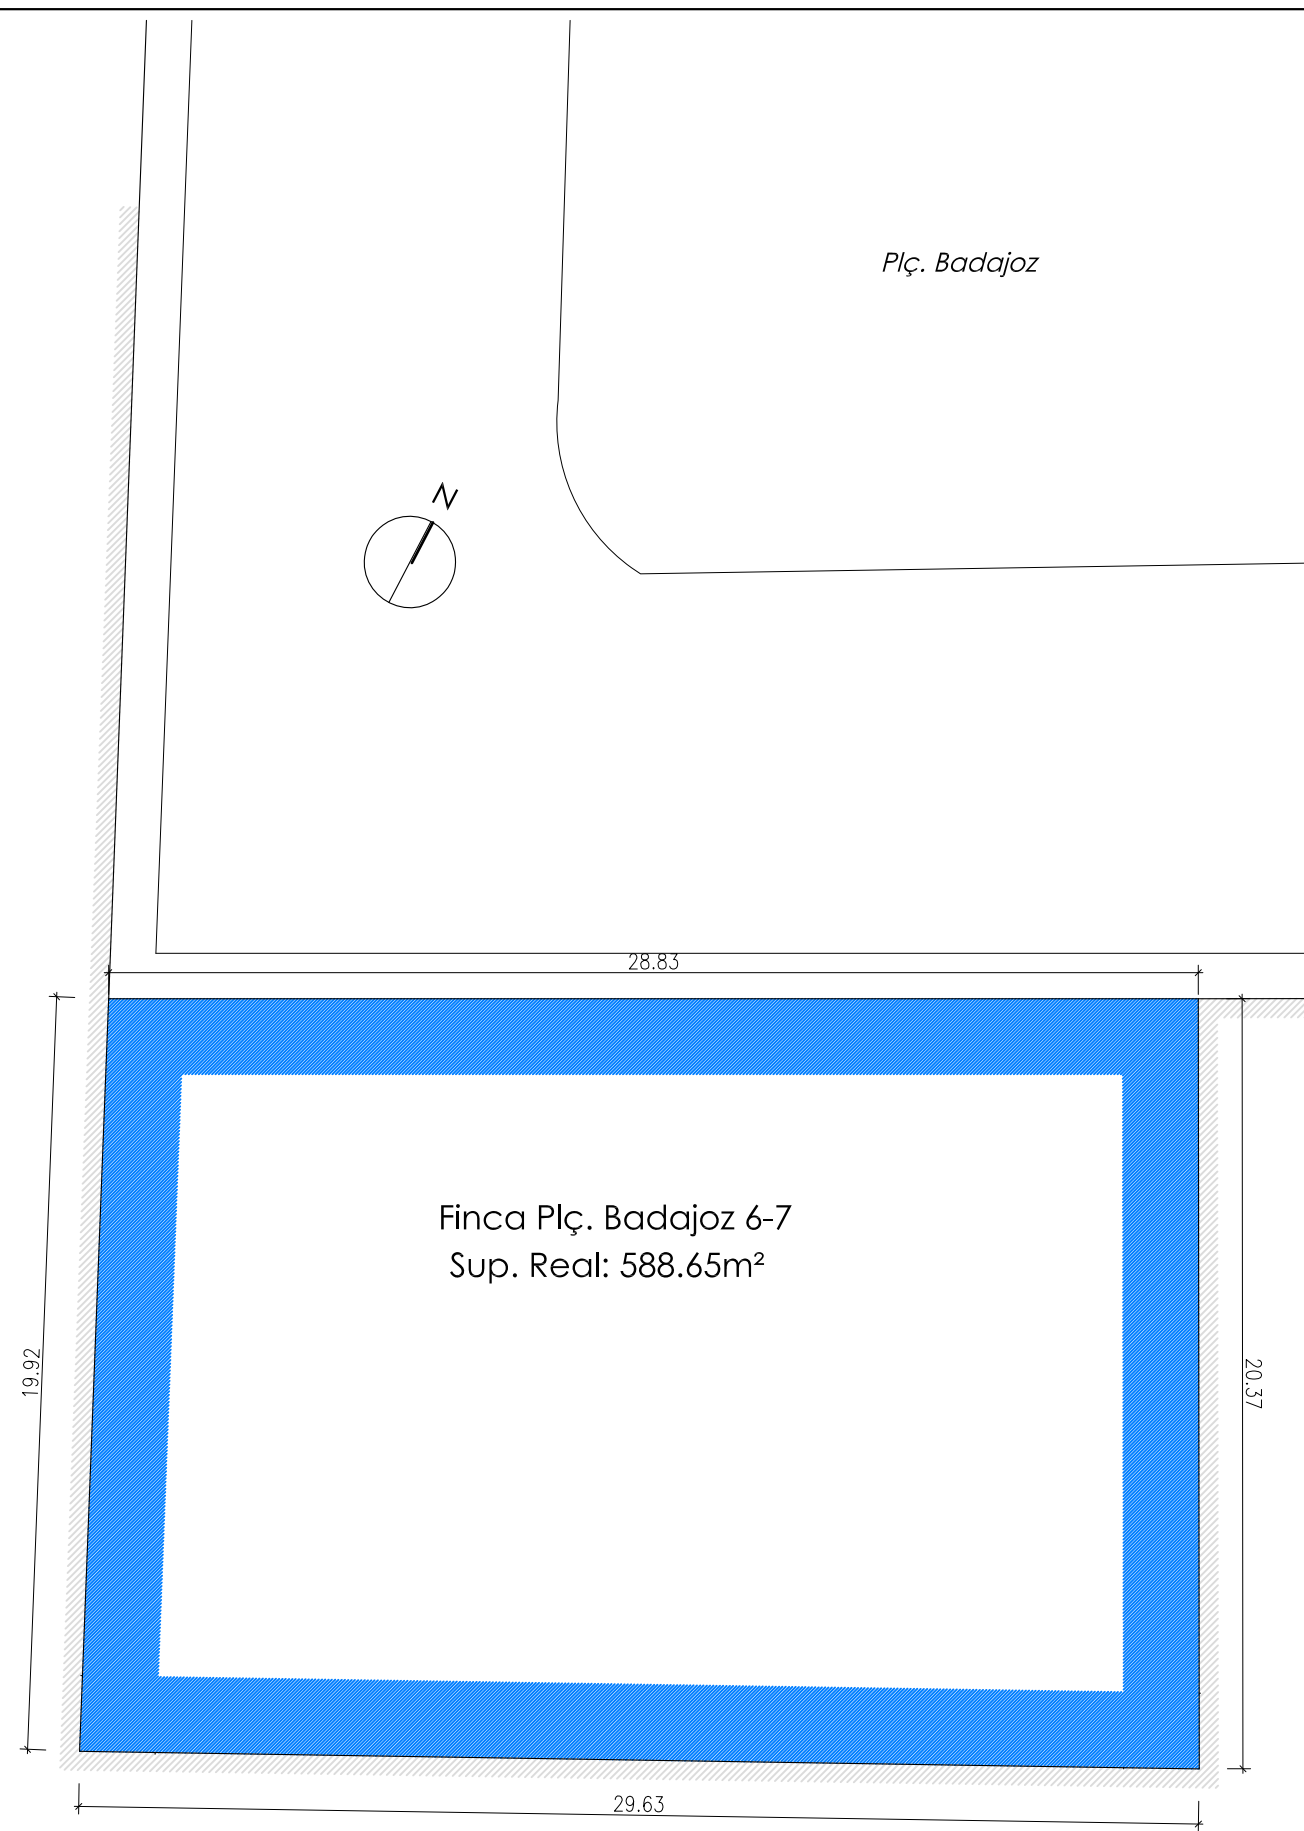 Plç. Badajoz
N
28.83
Finca Plç. Badajoz 6-7
Sup. Real: 588.65m²
19.92
20.37
29.63